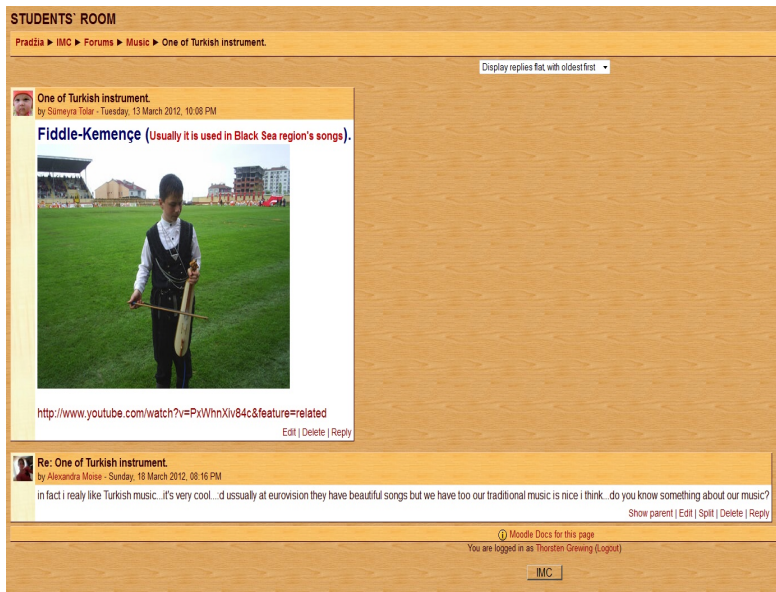 STUDENTS` ROOM
Pradžia ► IMC ► Forums ► Music ► One of Turkish instrument.
Display replies flat, with oldest first
One of Turkish instrument.
by Sümeyra Tolar - Tuesday, 13 March 2012, 10:08 PM
Fiddle-Kemençe (Usually it is used in Black Sea region's songs).
http://www.youtube.com/watch?v=PxWhnXiv84c&feature=related
Edit | Delete | Reply
Re: One of Turkish instrument.
by Alexandra Moise - Sunday, 18 March 2012, 08:16 PM
in fact i realy like Turkish music...it's very cool...:d ussually at eurovision they have beautiful songs but we have too our traditional music is nice i think...do you know something about our music?
Show parent | Edit | Split | Delete | Reply
Moodle Docs for this page
You are logged in as Thorsten Grewing (Logout)
IMC